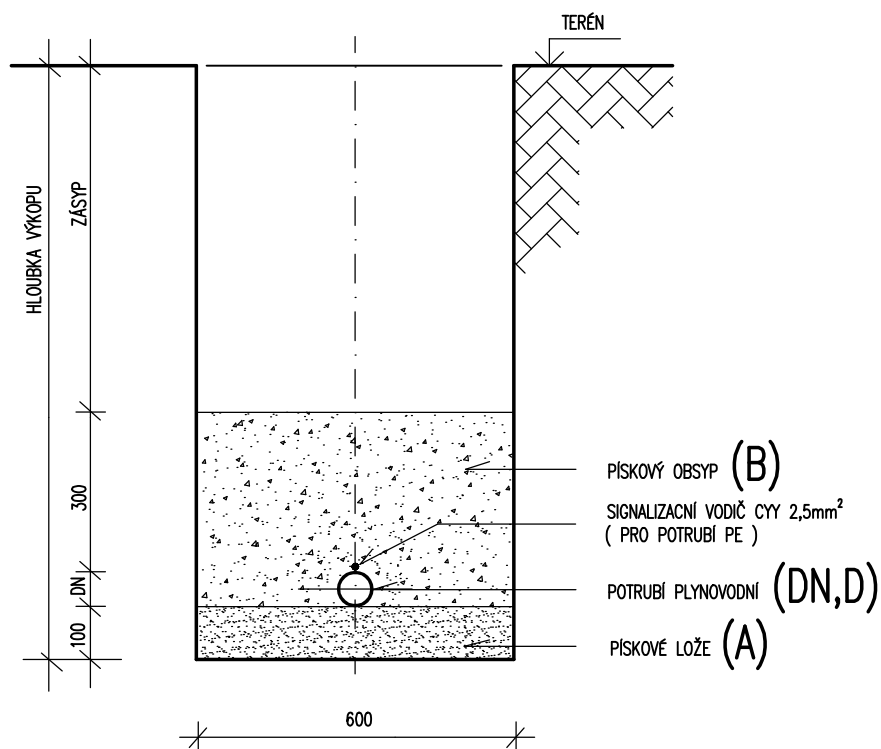 TERÉN
HLOUBKA VÝKOPU
ZÁSYP
300
DN
100
PÍSKOVÝ OBSYP (B)
SIGNALIZACNÍ VODIČ CYY 2,5mm²
( PRO POTRUBÍ PE )
POTRUBÍ PLYNOVODNÍ (DN,D)
PÍSKOVÉ LOŽE (A)
600